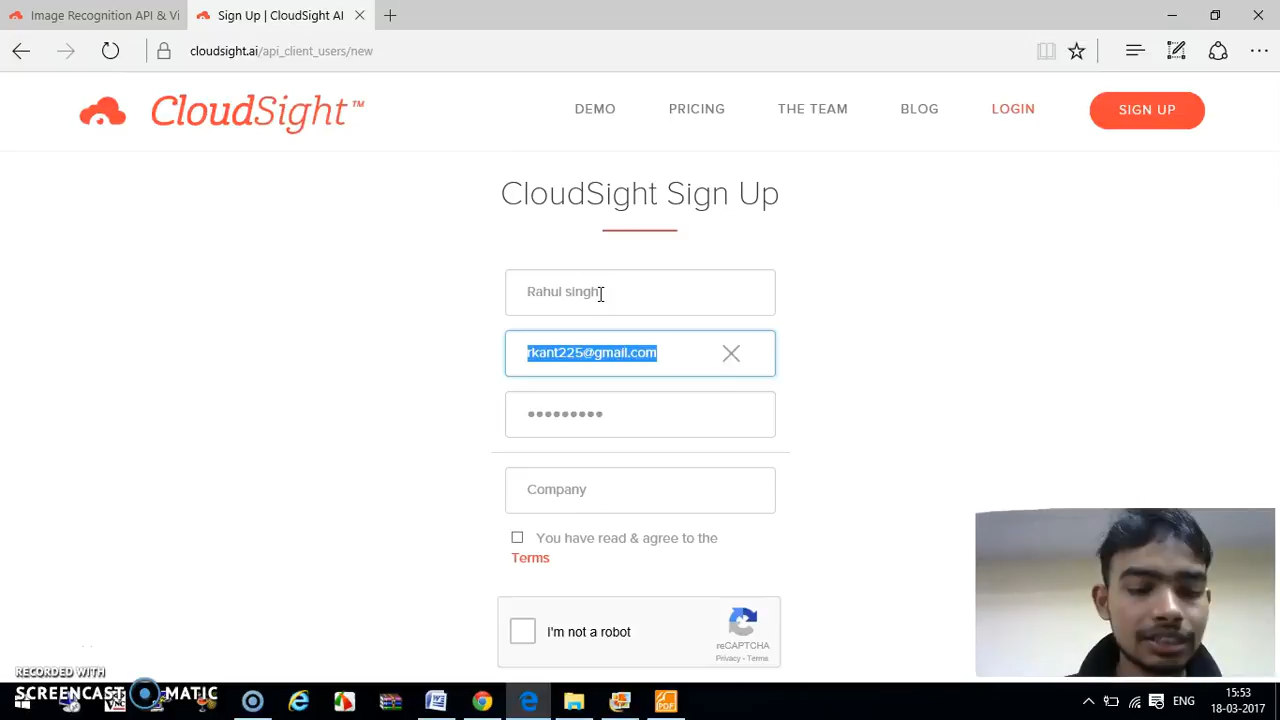 Image Recognition API & Vi
Sign Up | CloudSight AI
cloudsight.ai/api_client_users/new
CloudSight™
DEMO
PRICING
THE TEAM
BLOG
LOGIN
SIGN UP
CloudSight Sign Up
Rahul singh
rkant225@gmail.com
Company
You have read & agree to the
Terms
I'm not a robot
reCAPTCHA
Privacy - Terms
RECORDED WITH
SCREENCAST MATIC
ENG
15:53
18-03-2017